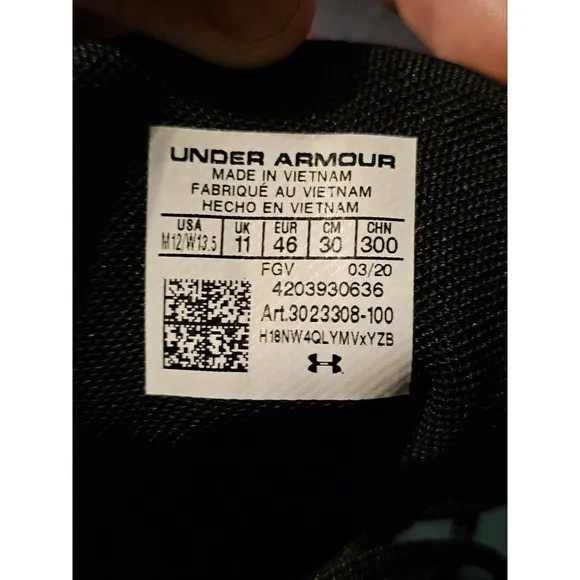 UNDER ARMOUR
MADE IN VIETNAM
FABRIQUÉ AU VIETNAM
HECHO EN VIETNAM
USA UK EUR CM CHN
M12/W13.5 11 46 30 300
FGV 03/20
4203930636
Art.3023308-100
H18NW4QLYMVxYZB